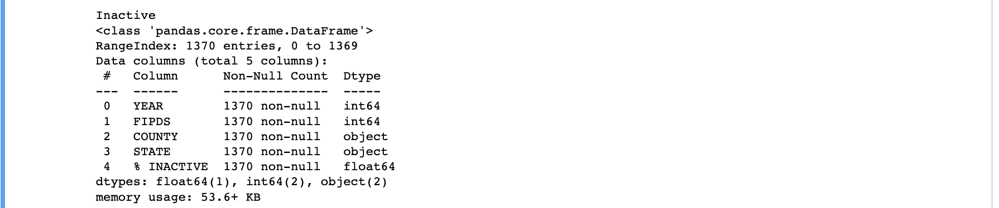 Inactive
<class 'pandas.core.frame.DataFrame'>
RangeIndex: 1370 entries, 0 to 1369
Data columns (total 5 columns):
 #   Column      Non-Null Count  Dtype
---  ------      --------------  -----
 0   YEAR        1370 non-null   int64
 1   FIPDS       1370 non-null   int64
 2   COUNTY      1370 non-null   object
 3   STATE       1370 non-null   object
 4   % INACTIVE  1370 non-null   float64
dtypes: float64(1), int64(2), object(2)
memory usage: 53.6+ KB